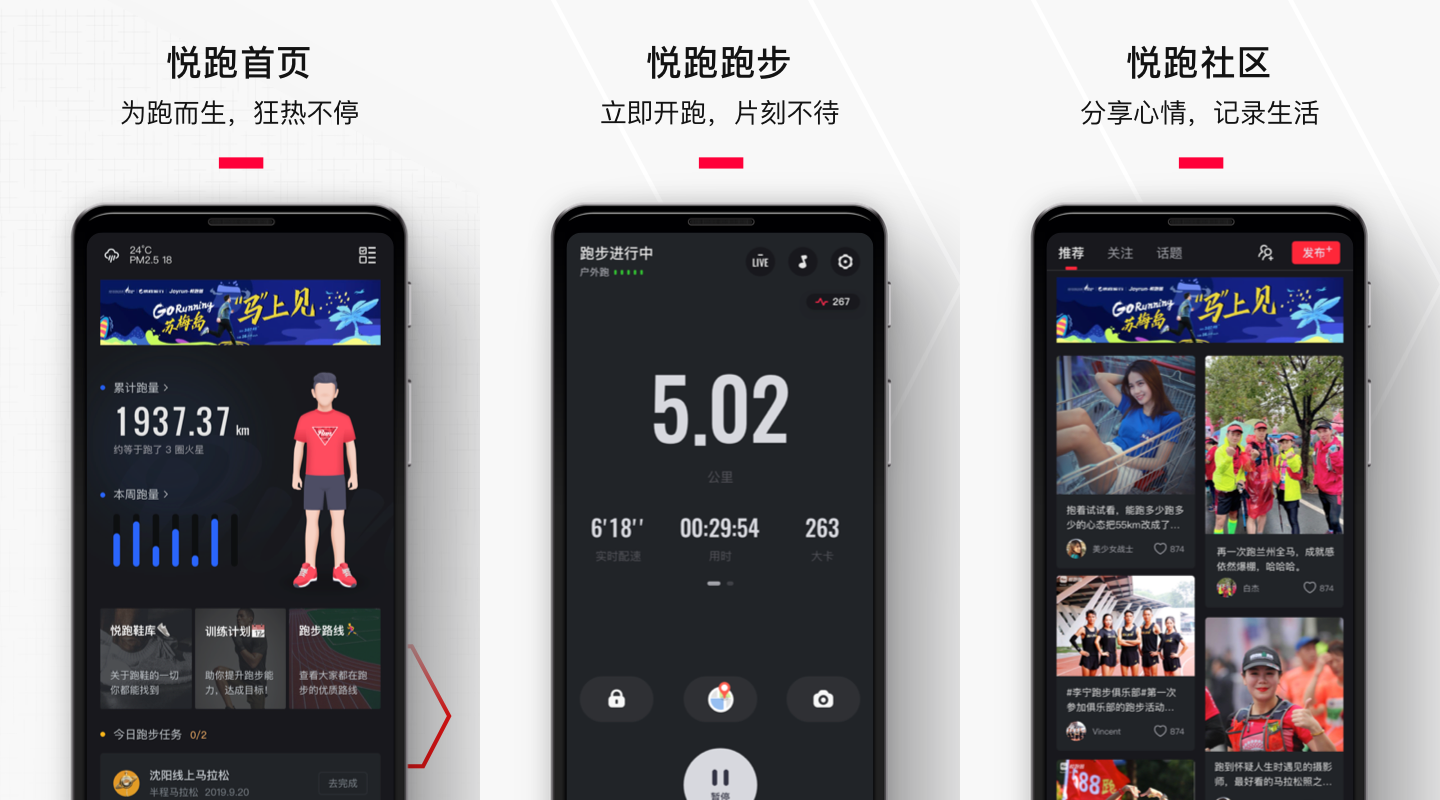 悦跑首页
为跑而生，狂热不停
24°C
PM2.5 18
Joyrun
GO Running
苏梅岛
"马"上见
累计跑量 >
1937.37 km
约等于跑了 3 圈火星
本周跑量 >
悦跑鞋库
关于跑鞋的一切
你都能找到
训练计划
助你提升跑步能
力，达成目标!
跑步路线
查看大家都在跑
步的优质路线
今日跑步任务 0/2
沈阳线上马拉松
半程马拉松 2019.9.20
去完成
悦跑跑步
立即开跑，片刻不待
跑步进行中
户外跑
LIVE
267
5.02
公里
6'18''
00:29:54
263
实时配速
用时
大卡
暂停
悦跑社区
分享心情，记录生活
推荐
关注
话题
发布+
Joyrun
GO Running
苏梅岛
"马"上见
抱着试试看，能跑多少跑多
少的心态把55km改成了...
美少女战士
874
再一次跑兰州全马，成就感
依然爆棚，哈哈哈。
白杰
874
#李宁跑步俱乐部#第一次
参加俱乐部的跑步活动...
Vincent
874
跑到怀疑人生时遇见的摄影
师，最好看的马拉松照之...